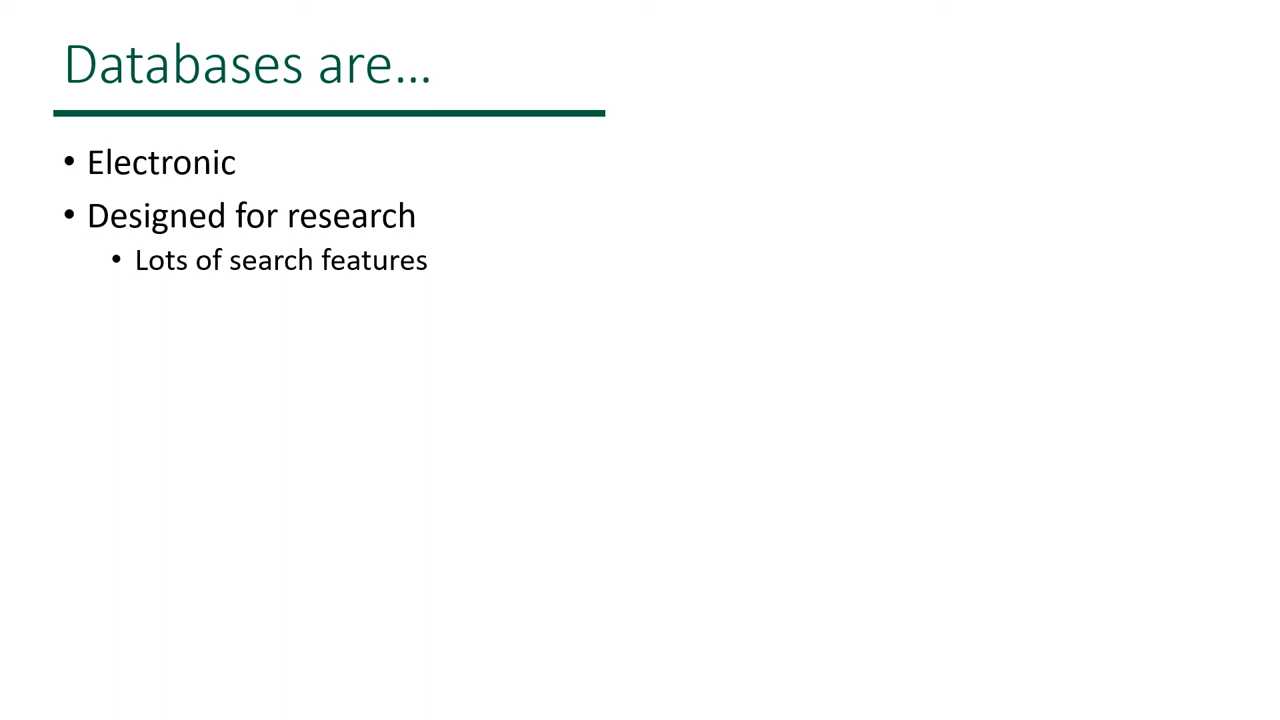 Databases are…
• Electronic
• Designed for research
• Lots of search features